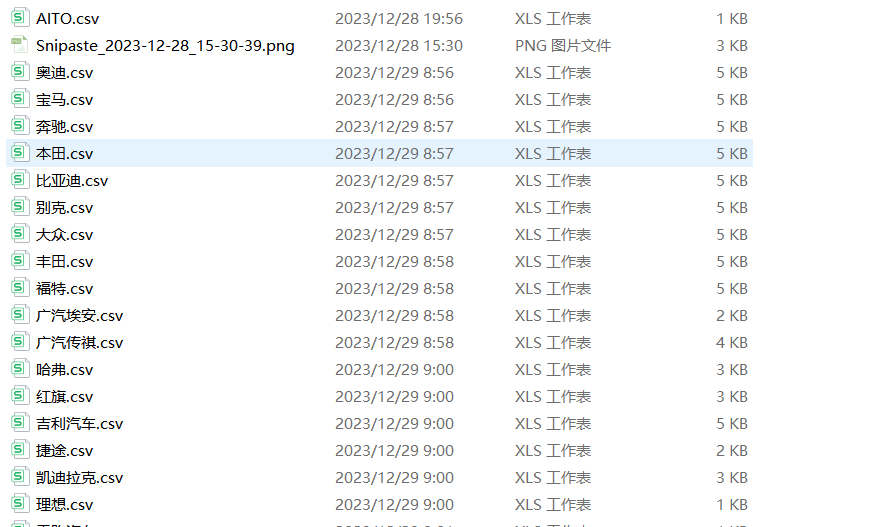 AITO.csv 2023/12/28 19:56 XLS 工作表 1 KB
Snipaste_2023-12-28_15-30-39.png 2023/12/28 15:30 PNG 图片文件 3 KB
奥迪.csv 2023/12/29 8:56 XLS 工作表 5 KB
宝马.csv 2023/12/29 8:56 XLS 工作表 5 KB
奔驰.csv 2023/12/29 8:57 XLS 工作表 5 KB
本田.csv 2023/12/29 8:57 XLS 工作表 5 KB
比亚迪.csv 2023/12/29 8:57 XLS 工作表 5 KB
别克.csv 2023/12/29 8:57 XLS 工作表 5 KB
大众.csv 2023/12/29 8:57 XLS 工作表 5 KB
丰田.csv 2023/12/29 8:58 XLS 工作表 5 KB
福特.csv 2023/12/29 8:58 XLS 工作表 5 KB
广汽埃安.csv 2023/12/29 8:58 XLS 工作表 2 KB
广汽传祺.csv 2023/12/29 8:58 XLS 工作表 4 KB
哈弗.csv 2023/12/29 9:00 XLS 工作表 3 KB
红旗.csv 2023/12/29 9:00 XLS 工作表 3 KB
吉利汽车.csv 2023/12/29 9:00 XLS 工作表 5 KB
捷途.csv 2023/12/29 9:00 XLS 工作表 2 KB
凯迪拉克.csv 2023/12/29 9:00 XLS 工作表 3 KB
理想.csv 2023/12/29 9:00 XLS 工作表 1 KB